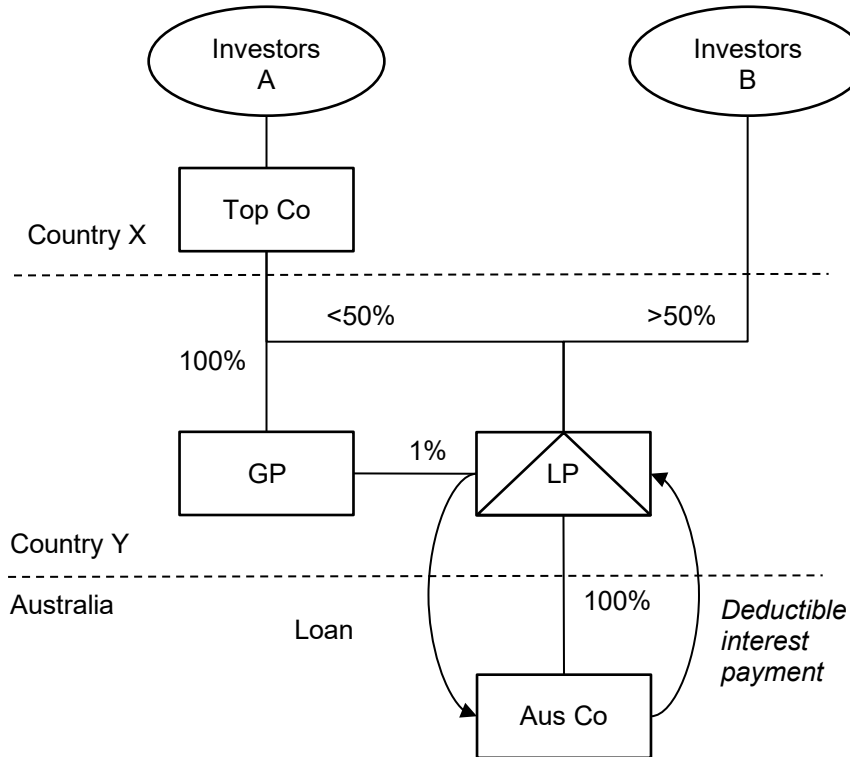 Investors
A
Investors
B
Top Co
Country X
<50%
>50%
100%
GP
1%
LP
Country Y
Australia
Loan
100%
Deductible
interest
payment
Aus Co